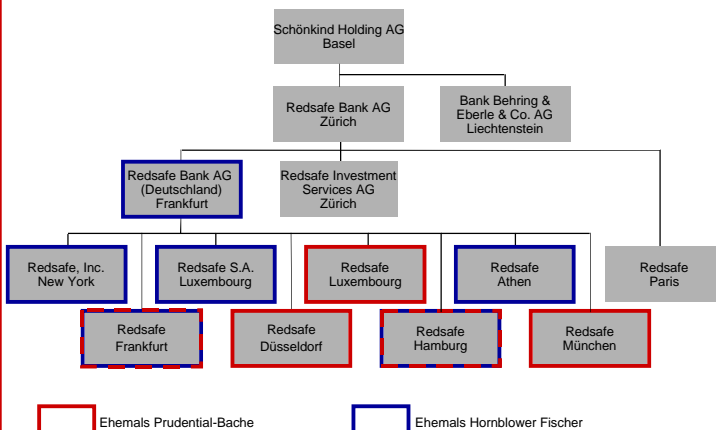 Schönkind Holding AG
Basel
Redsafe Bank AG
Zürich
Bank Behring &
Eberle & Co. AG
Liechtenstein
Redsafe Bank AG
(Deutschland)
Frankfurt
Redsafe Investment
Services AG
Zürich
Redsafe, Inc.
New York
Redsafe S.A.
Luxembourg
Redsafe
Luxembourg
Redsafe
Athen
Redsafe
Paris
Redsafe
Frankfurt
Redsafe
Düsseldorf
Redsafe
Hamburg
Redsafe
München
Ehemals Prudential-Bache
Ehemals Hornblower Fischer